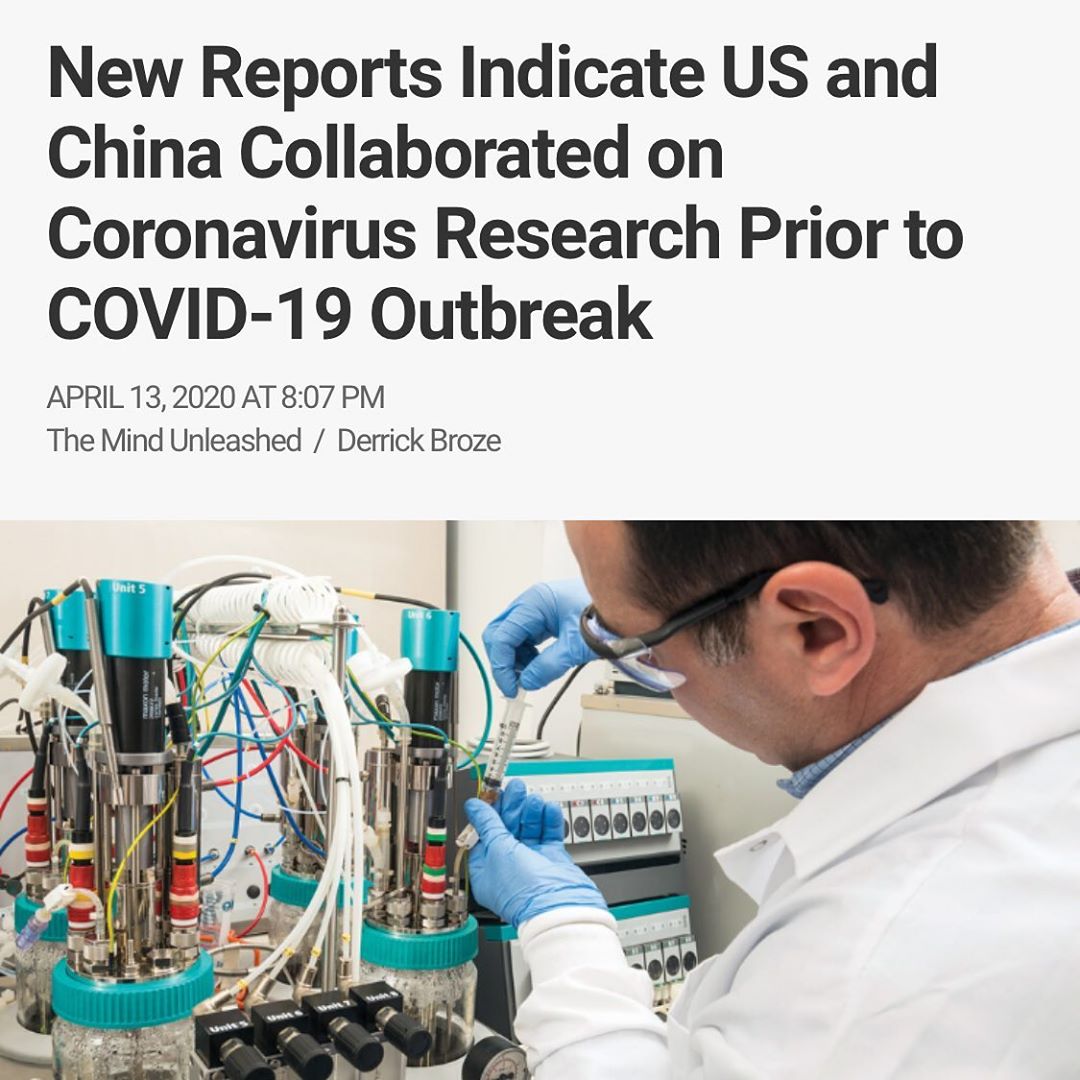 New Reports Indicate US and
China Collaborated on
Coronavirus Research Prior to
COVID-19 Outbreak
APRIL 13, 2020 AT 8:07 PM
The Mind Unleashed / Derrick Broze
Unit 5
Unit 6
maxon motor
Unit 5
Unit 6
Unit 7